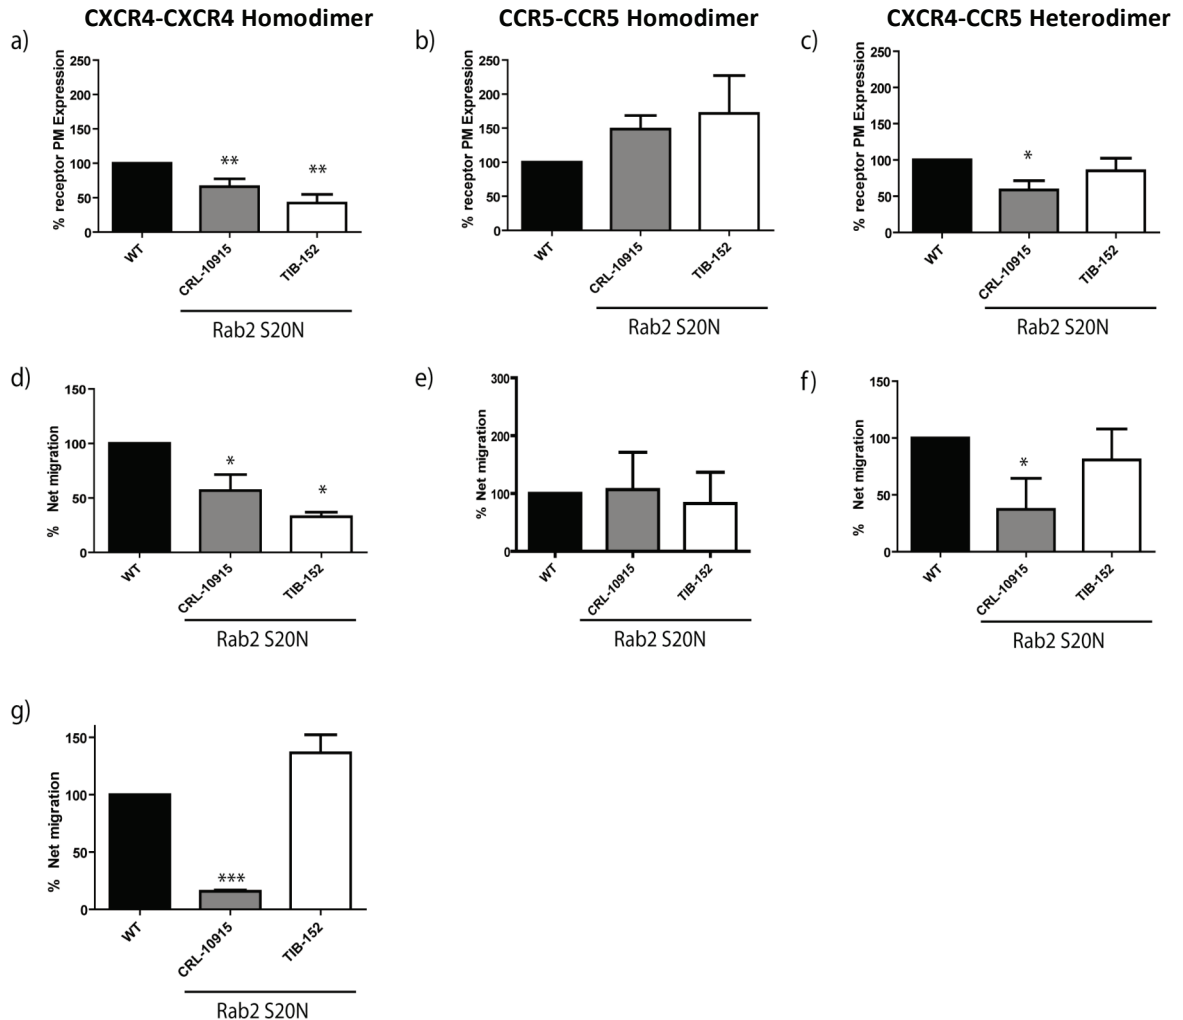 CXCR4-CXCR4 Homodimer
CCR5-CCR5 Homodimer
CXCR4-CCR5 Heterodimer
a)
% receptor PM Expression
250
200
150
100
50
0
**
**
WT
CRL-10915
TIB-152
Rab2 S20N
b)
% receptor PM Expression
250
200
150
100
50
0
WT
CRL-10915
TIB-152
Rab2 S20N
c)
% receptor PM Expression
250
200
150
100
50
0
*
WT
CRL-10915
TIB-152
Rab2 S20N
d)
% Net migration
150
100
50
0
*
*
WT
CRL-10915
TIB-152
Rab2 S20N
e)
% Net migration
300
200
100
0
WT
CRL-10915
TIB-152
Rab2 S20N
f)
% Net migration
150
100
50
0
*
WT
CRL-10915
TIB-152
Rab2 S20N
g)
% Net migration
150
100
50
0
***
WT
CRL-10915
TIB-152
Rab2 S20N